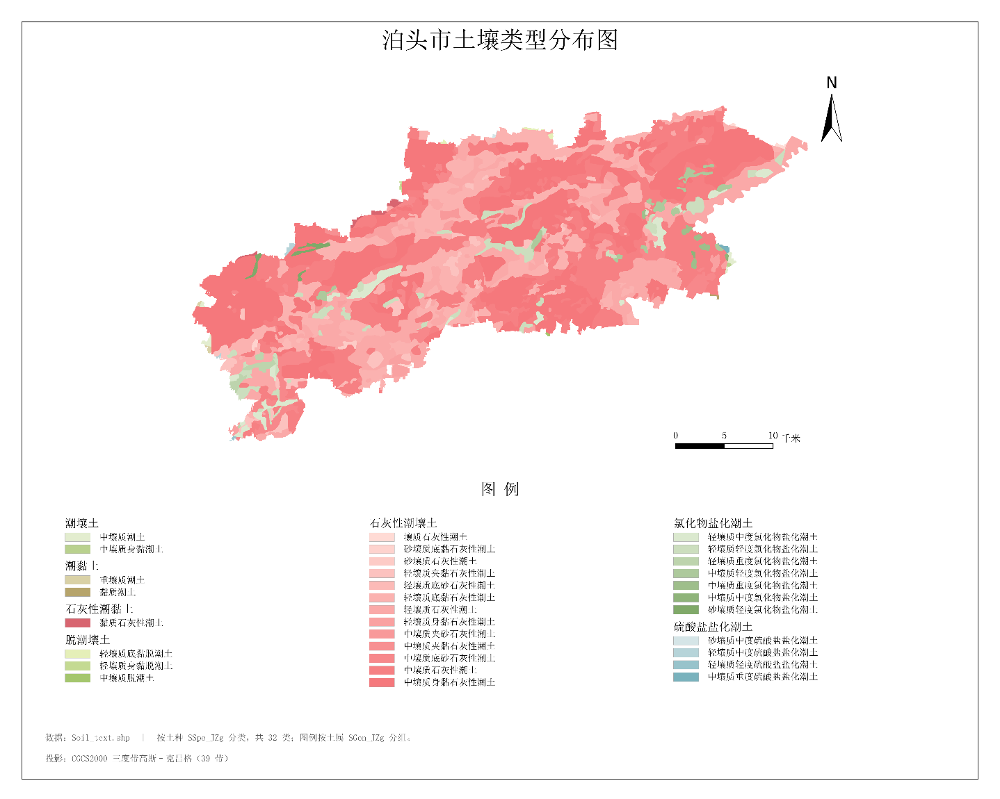 泊头市土壤类型分布图
N
0 5 10 千米
图 例
潮壤土
中壤质潮土
中壤质身黏潮土
潮黏土
重壤质潮土
黏质潮土
石灰性潮黏土
黏质石灰性潮土
脱潮壤土
轻壤质底黏脱潮土
轻壤质身黏脱潮土
中壤质脱潮土
石灰性潮壤土
壤质石灰性潮土
砂壤质底黏石灰性潮土
砂壤质石灰性潮土
轻壤质夹黏石灰性潮土
轻壤质底砂石灰性潮土
轻壤质底黏石灰性潮土
轻壤质石灰性潮土
轻壤质身黏石灰性潮土
中壤质夹砂石灰性潮土
中壤质夹黏石灰性潮土
中壤质底砂石灰性潮土
中壤质石灰性潮土
中壤质身黏石灰性潮土
氯化物盐化潮土
轻壤质中度氯化物盐化潮土
轻壤质轻度氯化物盐化潮土
轻壤质重度氯化物盐化潮土
中壤质轻度氯化物盐化潮土
中壤质重度氯化物盐化潮土
中壤质中度氯化物盐化潮土
砂壤质轻度氯化物盐化潮土
硫酸盐盐化潮土
砂壤质中度硫酸盐盐化潮土
轻壤质中度硫酸盐盐化潮土
轻壤质轻度硫酸盐盐化潮土
中壤质重度硫酸盐盐化潮土
数据：Soil_text.shp ｜ 按土种 SSpe_JZg 分类，共 32 类；图例按土属 SGen_JZg 分组。
投影：CGCS2000 三度带高斯－克吕格（39 带）